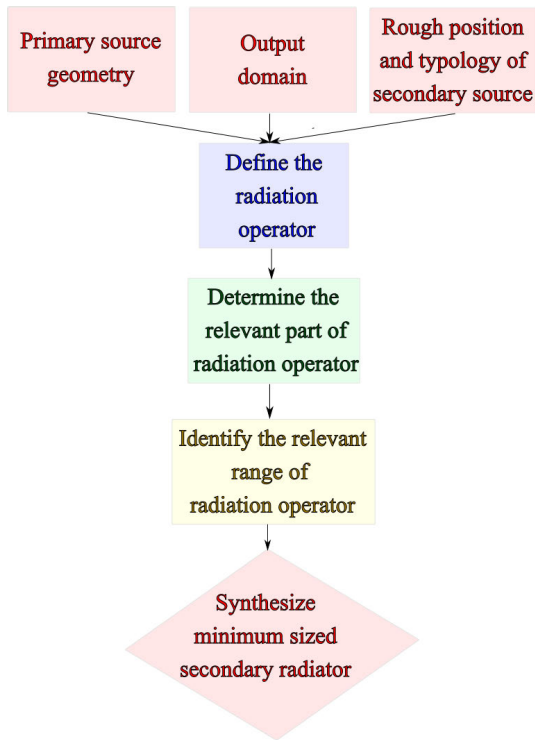 Primary source
geometry
Output
domain
Rough position
and typology of
secondary source
Define the
radiation
operator
Determine the
relevant part of
radiation operator
Identify the relevant
range of
radiation operator
Synthesize
minimum sized
secondary radiator